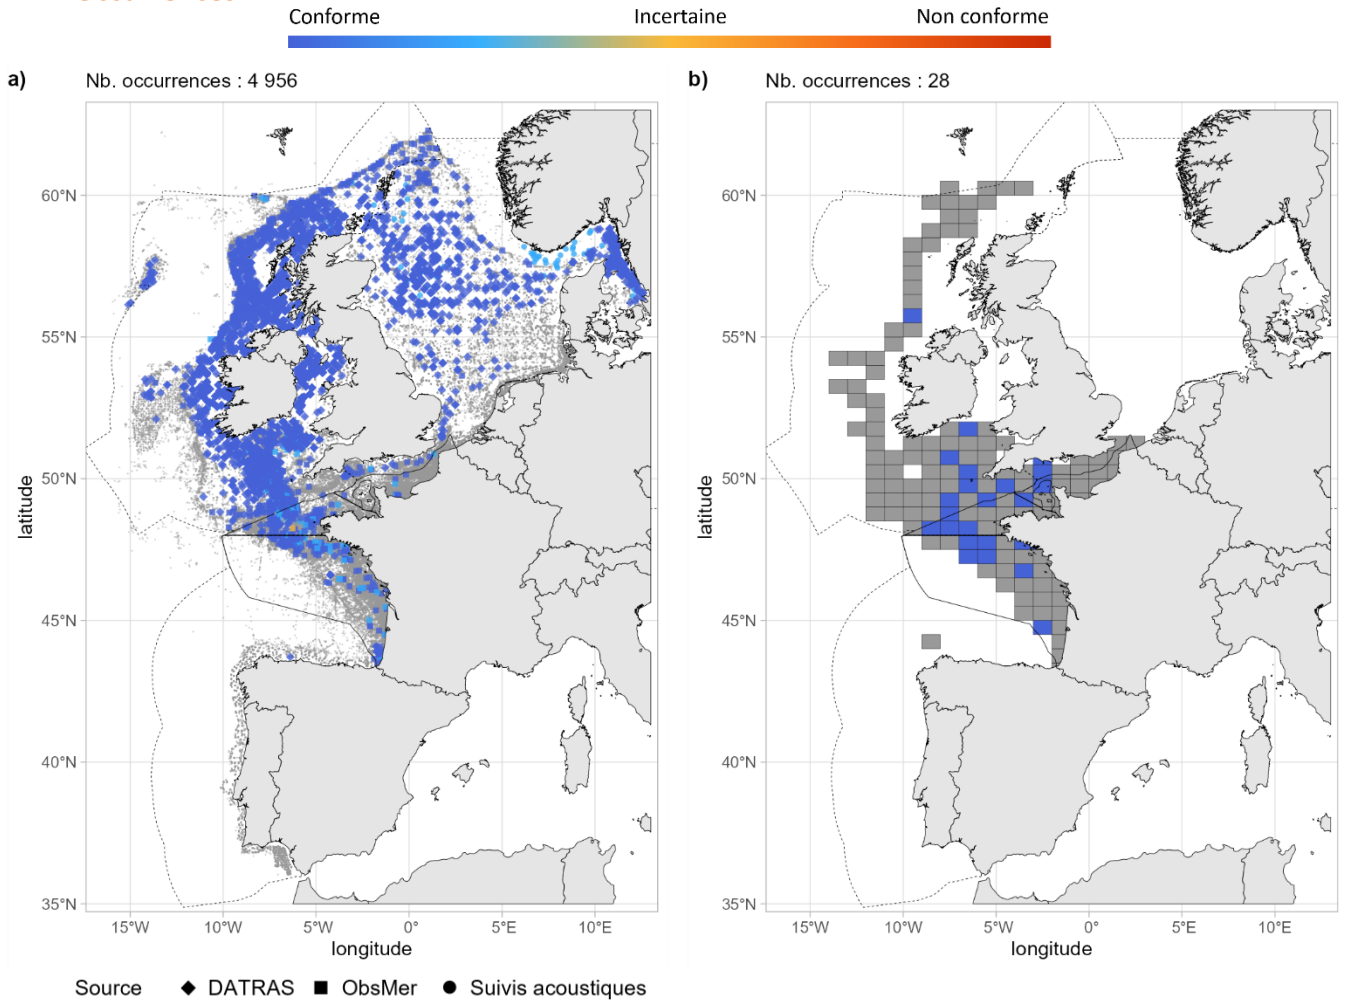 Conforme Incertaine Non conforme
a) Nb. occurrences : 4 956
b) Nb. occurrences : 28
60°N
55°N
50°N
45°N
40°N
35°N
latitude
15°W 10°W 5°W 0° 5°E 10°E
longitude
60°N
55°N
50°N
45°N
40°N
35°N
latitude
15°W 10°W 5°W 0° 5°E 10°E
longitude
Source DATRAS ObsMer Suivis acoustiques